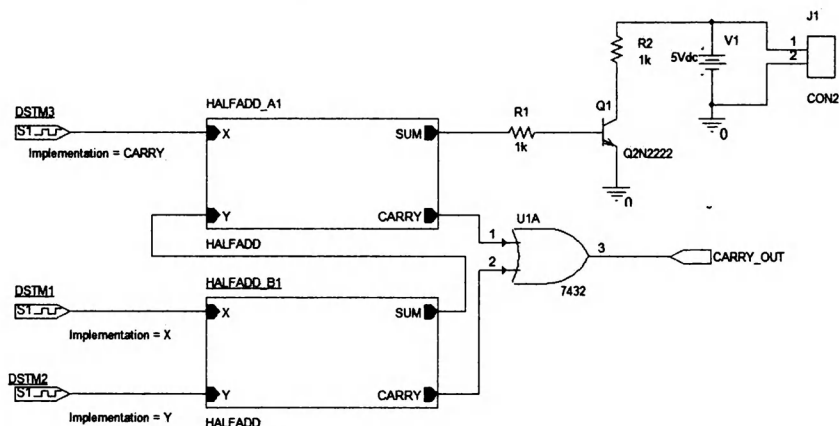 J1
R2
1k
V1
5Vdc
1
2
CON2
DSTM3
S1
Implementation = CARRY
HALFADD_A1
X
SUM
Y
CARRY
HALFADD
R1
1k
Q1
Q2N2222
0
0
U1A
1
2
3
7432
CARRY_OUT
DSTM1
S1
Implementation = X
HALFADD_B1
X
SUM
Y
CARRY
HALFADD
DSTM2
S1
Implementation = Y